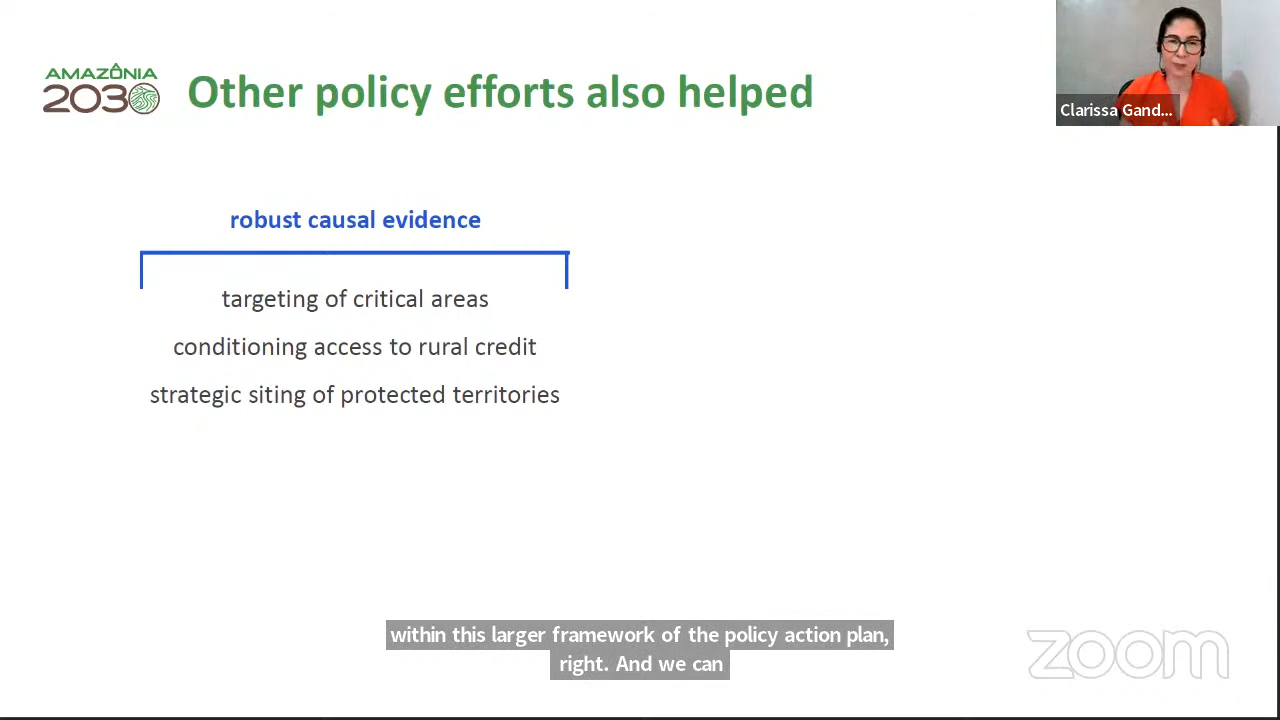 AMAZÔNIA
2030
Other policy efforts also helped
Clarissa Gand...
robust causal evidence
targeting of critical areas
conditioning access to rural credit
strategic siting of protected territories
within this larger framework of the policy action plan,
right. And we can
zoom